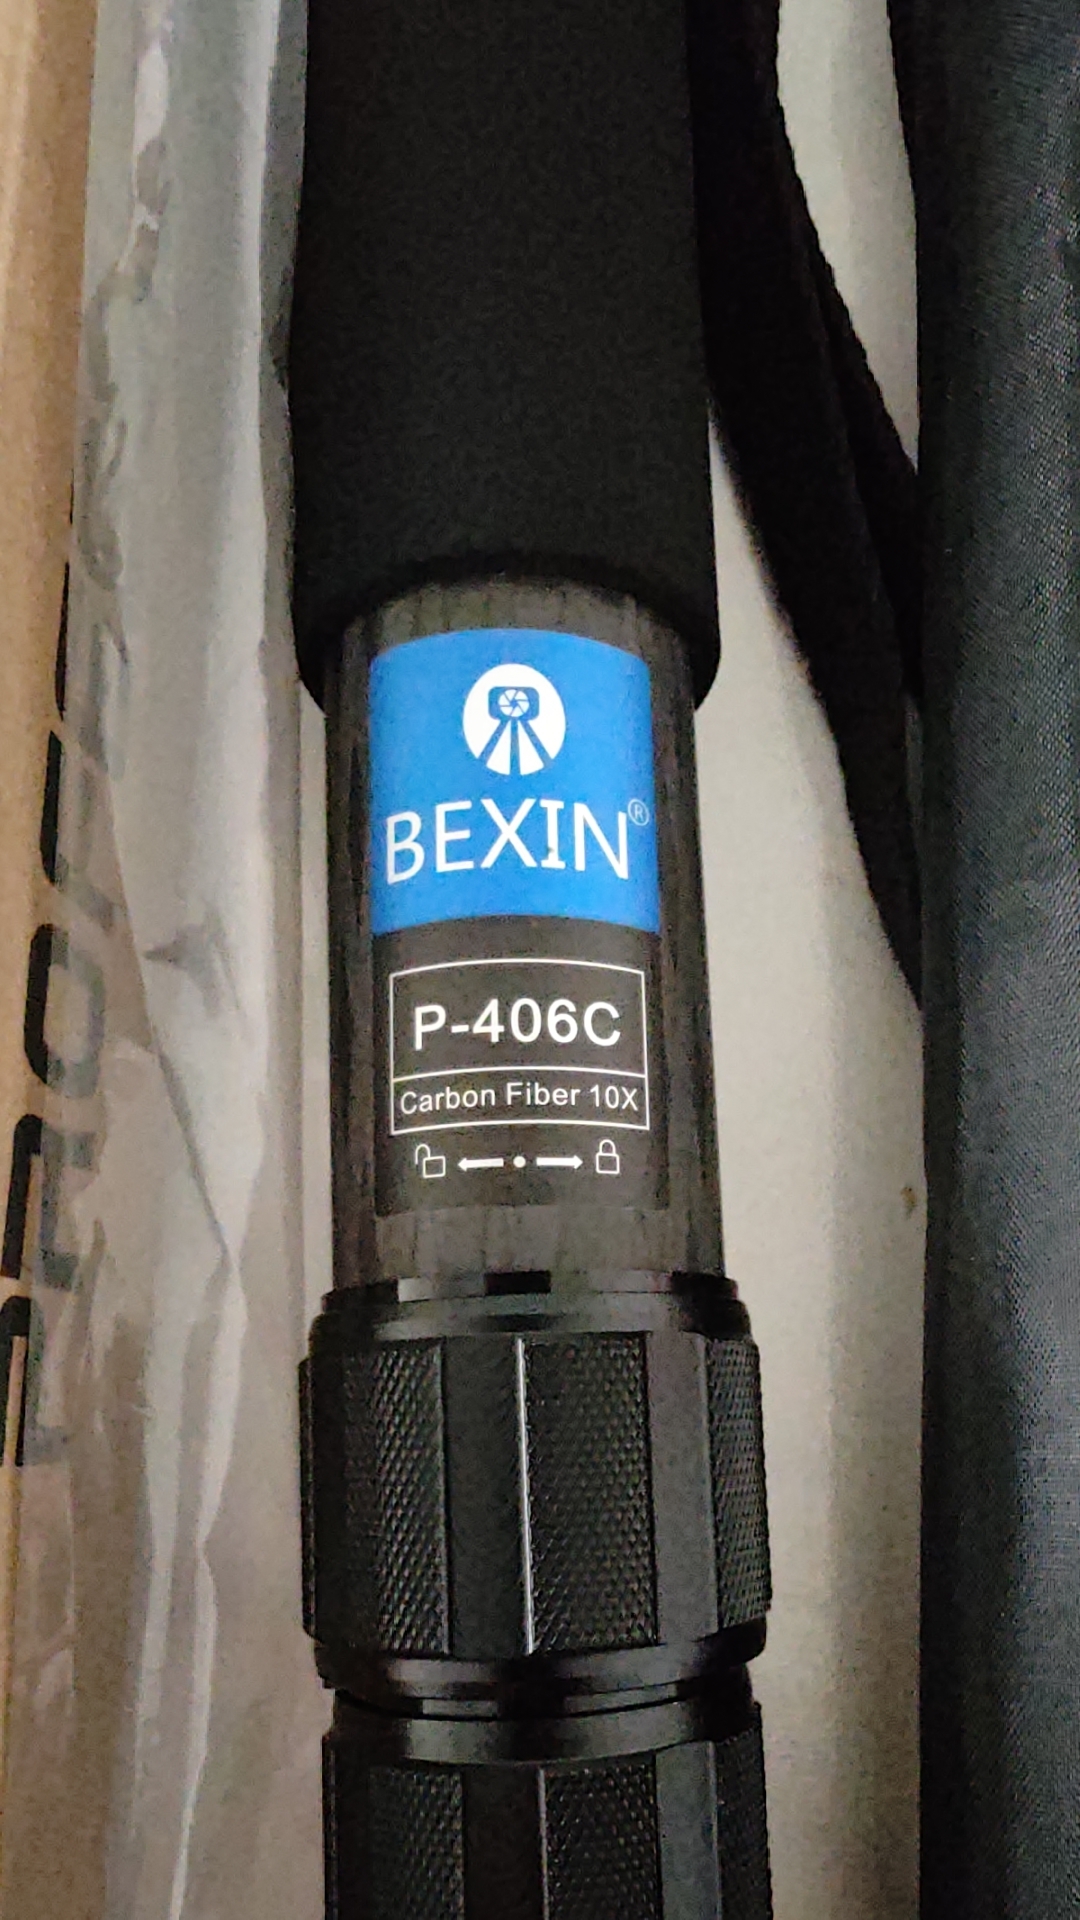 BEXIN®
P-406C
Carbon Fiber 10X